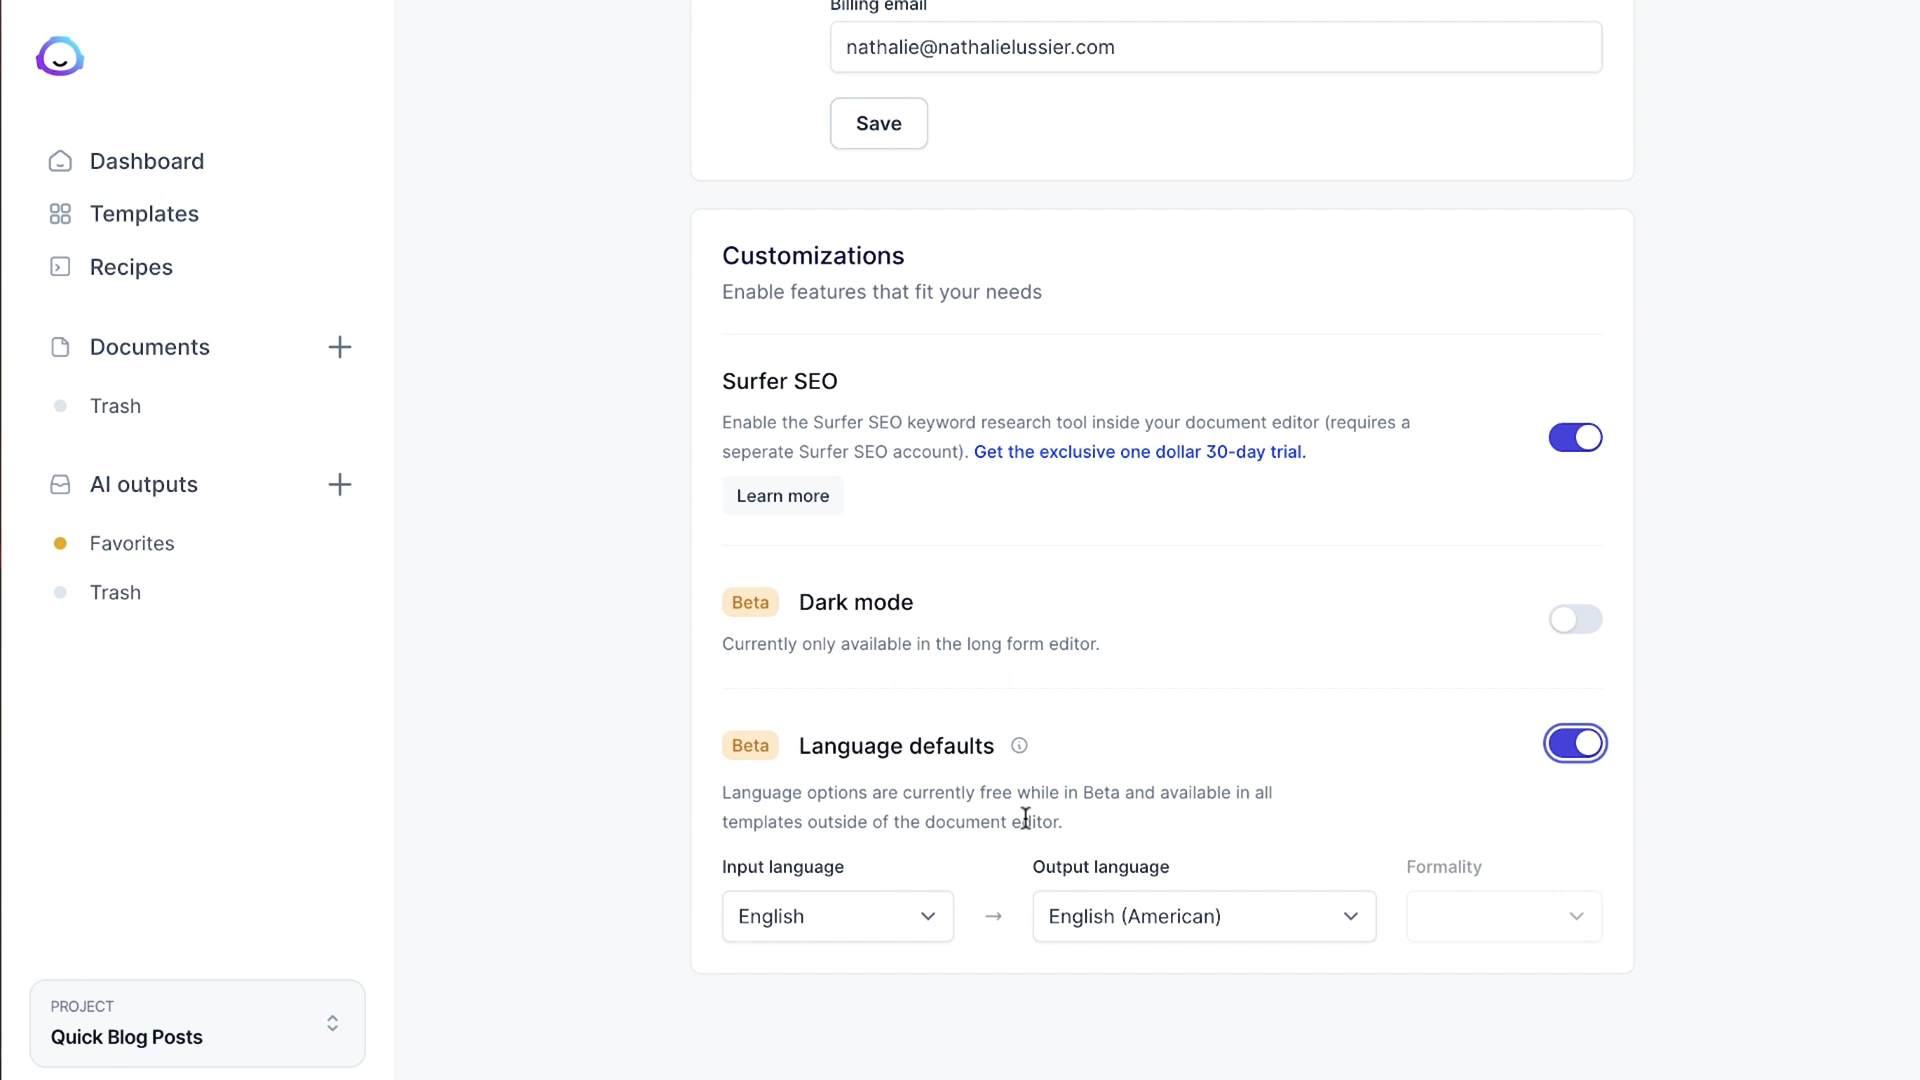 Billing email
nathalie@nathalielussier.com
Save
Dashboard
Templates
Recipes
Documents
Trash
AI outputs
Favorites
Trash
PROJECT
Quick Blog Posts
Customizations
Enable features that fit your needs
Surfer SEO
Enable the Surfer SEO keyword research tool inside your document editor (requires a
seperate Surfer SEO account). Get the exclusive one dollar 30-day trial.
Learn more
Beta Dark mode
Currently only available in the long form editor.
Beta Language defaults
Language options are currently free while in Beta and available in all
templates outside of the document editor.
Input language Output language Formality
English → English (American)